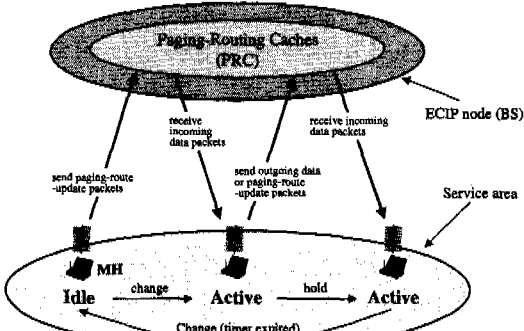 Paging-Routing Caches
(PRC)
ECIP node (BS)
receive
incoming
data packets
receive incoming
data packets
send paging-route
-update packets
send outgoing data
or paging-route
-update packets
Service area
MH
Idle
change
Active
hold
Active
Change (timer expired)